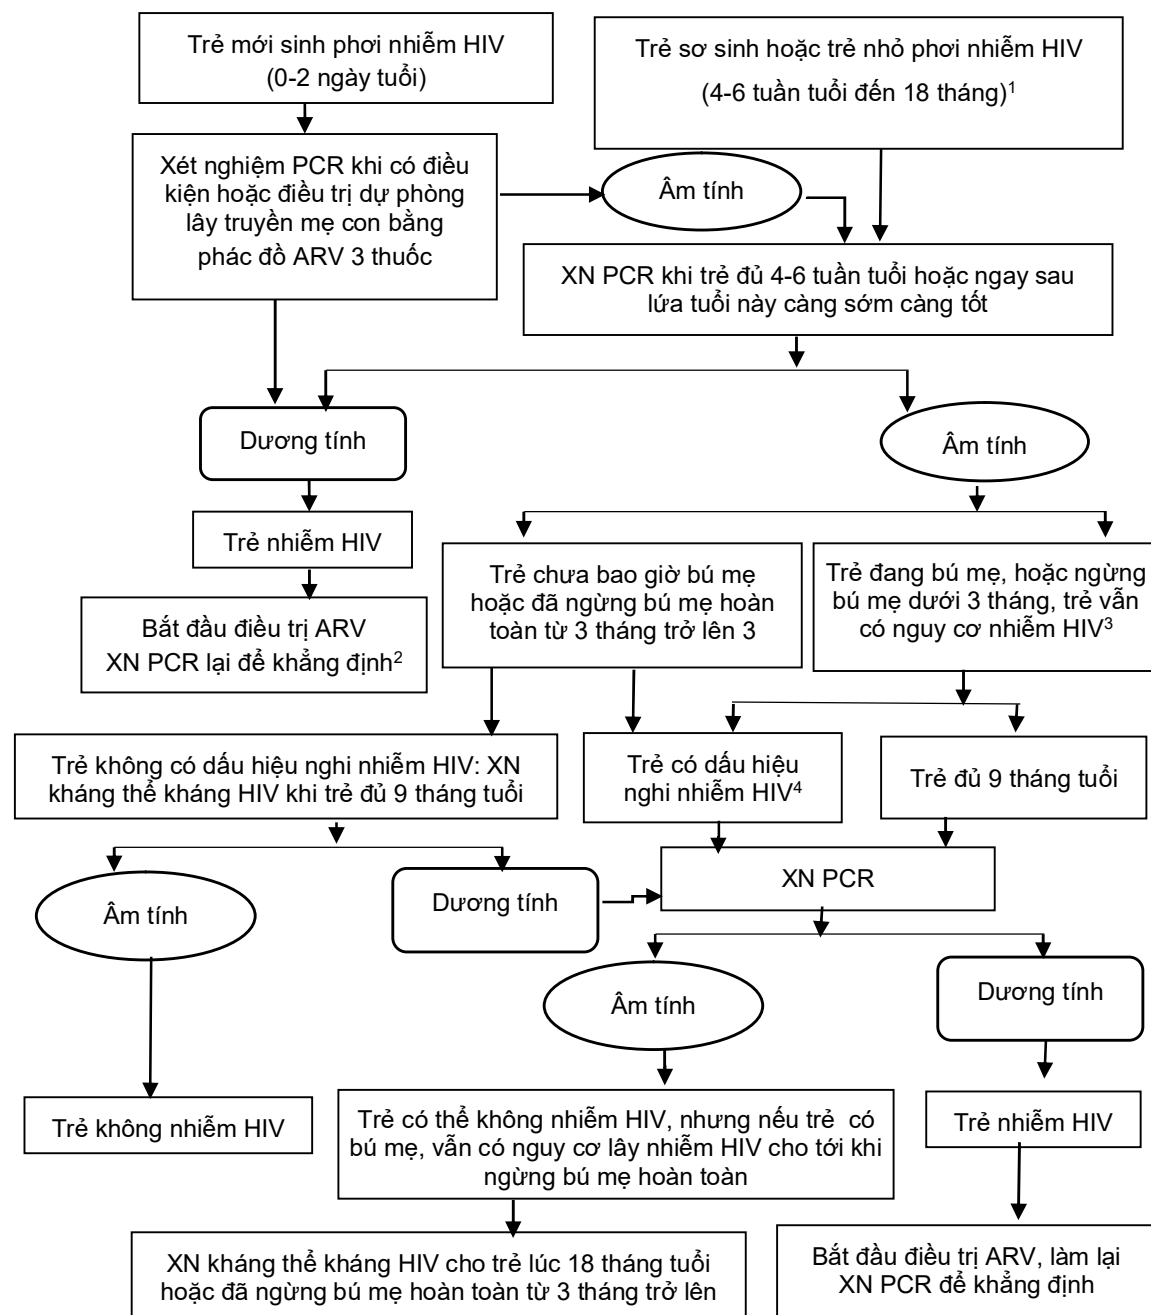 Trẻ mới sinh phơi nhiễm HIV
(0-2 ngày tuổi)
Trẻ sơ sinh hoặc trẻ nhỏ phơi nhiễm HIV
(4-6 tuần tuổi đến 18 tháng)¹
Xét nghiệm PCR khi có điều
kiện hoặc điều trị dự phòng
lây truyền mẹ con bằng
phác đồ ARV 3 thuốc
Âm tính
XN PCR khi trẻ đủ 4-6 tuần tuổi hoặc ngay sau
lứa tuổi này càng sớm càng tốt
Dương tính
Âm tính
Trẻ nhiễm HIV
Trẻ chưa bao giờ bú mẹ
hoặc đã ngừng bú mẹ hoàn
toàn từ 3 tháng trở lên 3
Trẻ đang bú mẹ, hoặc ngừng
bú mẹ dưới 3 tháng, trẻ vẫn
có nguy cơ nhiễm HIV³
Bắt đầu điều trị ARV
XN PCR lại để khẳng định²
Trẻ không có dấu hiệu nghi nhiễm HIV: XN
kháng thể kháng HIV khi trẻ đủ 9 tháng tuổi
Trẻ có dấu hiệu
nghi nhiễm HIV⁴
Trẻ đủ 9 tháng tuổi
Âm tính
Dương tính
XN PCR
Âm tính
Dương tính
Trẻ không nhiễm HIV
Trẻ có thể không nhiễm HIV, nhưng nếu trẻ có
bú mẹ, vẫn có nguy cơ lây nhiễm HIV cho tới khi
ngừng bú mẹ hoàn toàn
Trẻ nhiễm HIV
XN kháng thể kháng HIV cho trẻ lúc 18 tháng tuổi
hoặc đã ngừng bú mẹ hoàn toàn từ 3 tháng trở lên
Bắt đầu điều trị ARV, làm lại
XN PCR để khẳng định